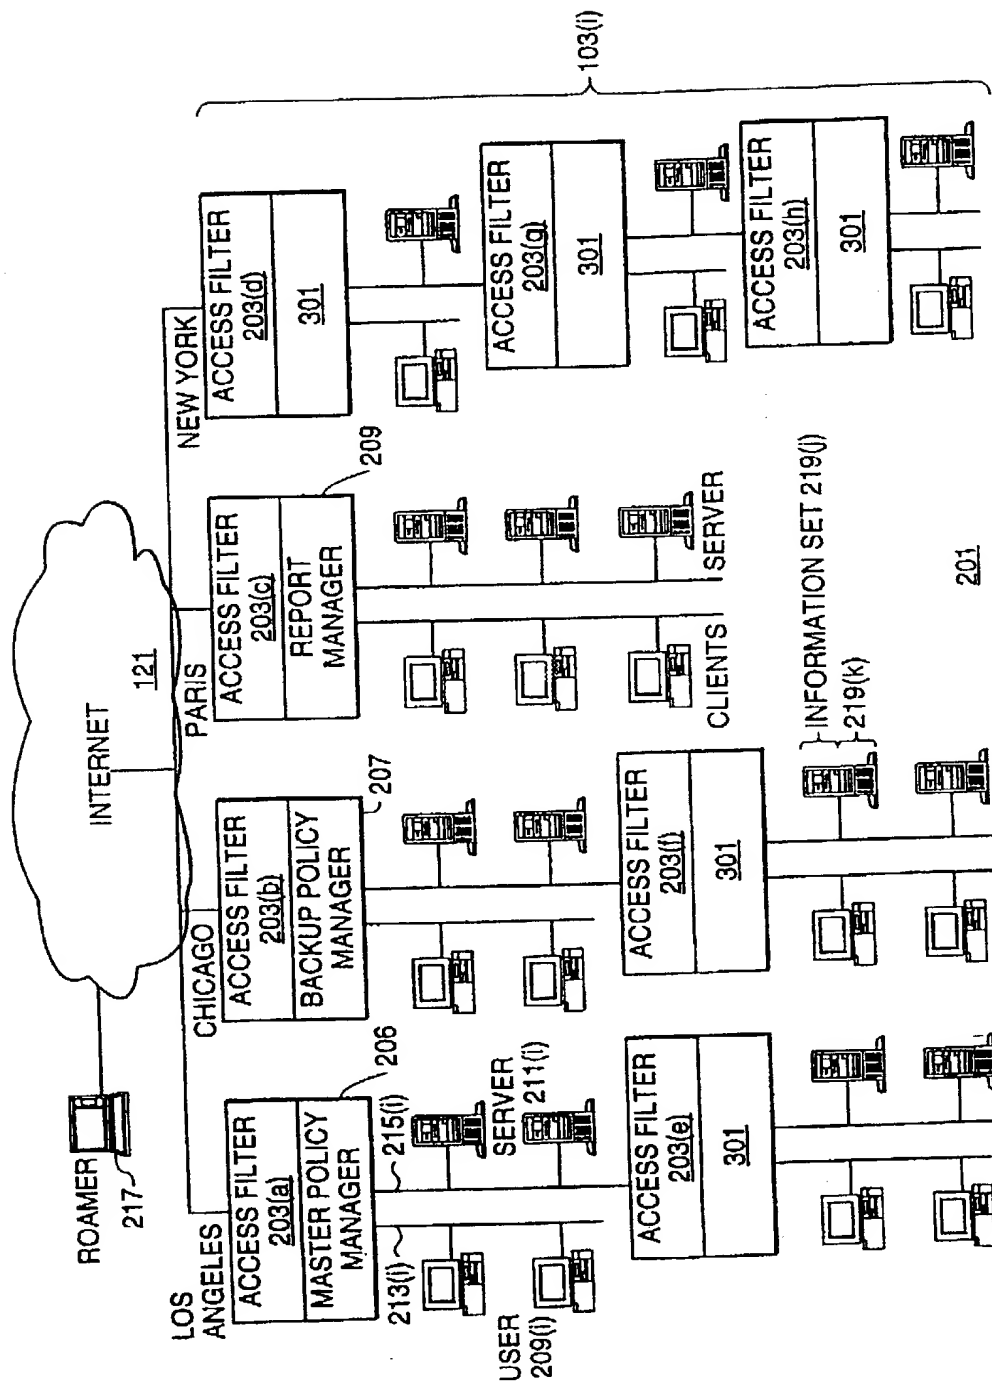 ROAMER
217
INTERNET
121
LOS
ANGELES
CHICAGO
PARIS
NEW YORK
ACCESS FILTER
203(a)
MASTER POLICY
MANAGER
206
ACCESS FILTER
203(b)
BACKUP POLICY
MANAGER
207
ACCESS FILTER
203(c)
REPORT
MANAGER
209
ACCESS FILTER
203(d)
301
103(i)
213(i)
215(i)
USER
209(i)
SERVER
211(i)
CLIENTS
SERVER
ACCESS FILTER
203(e)
301
ACCESS FILTER
203(f)
301
ACCESS FILTER
203(g)
301
ACCESS FILTER
203(h)
301
INFORMATION SET 219(j)
219(k)
201